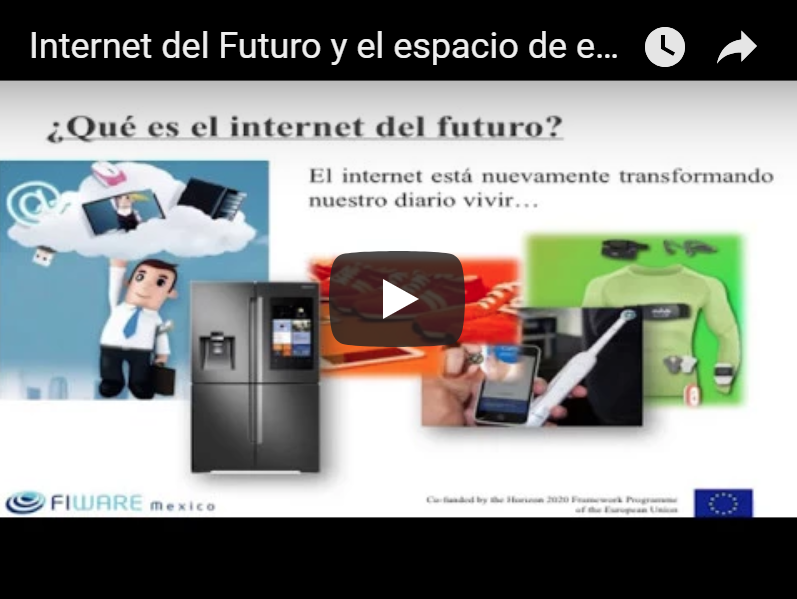 Internet del Futuro y el espacio de e...
¿Qué es el internet del futuro?
El internet está nuevamente transformando
nuestro diario vivir...
@
FIWARE Mexico
Co-funded by the Horizon 2020 Framework Programme
of the European Union